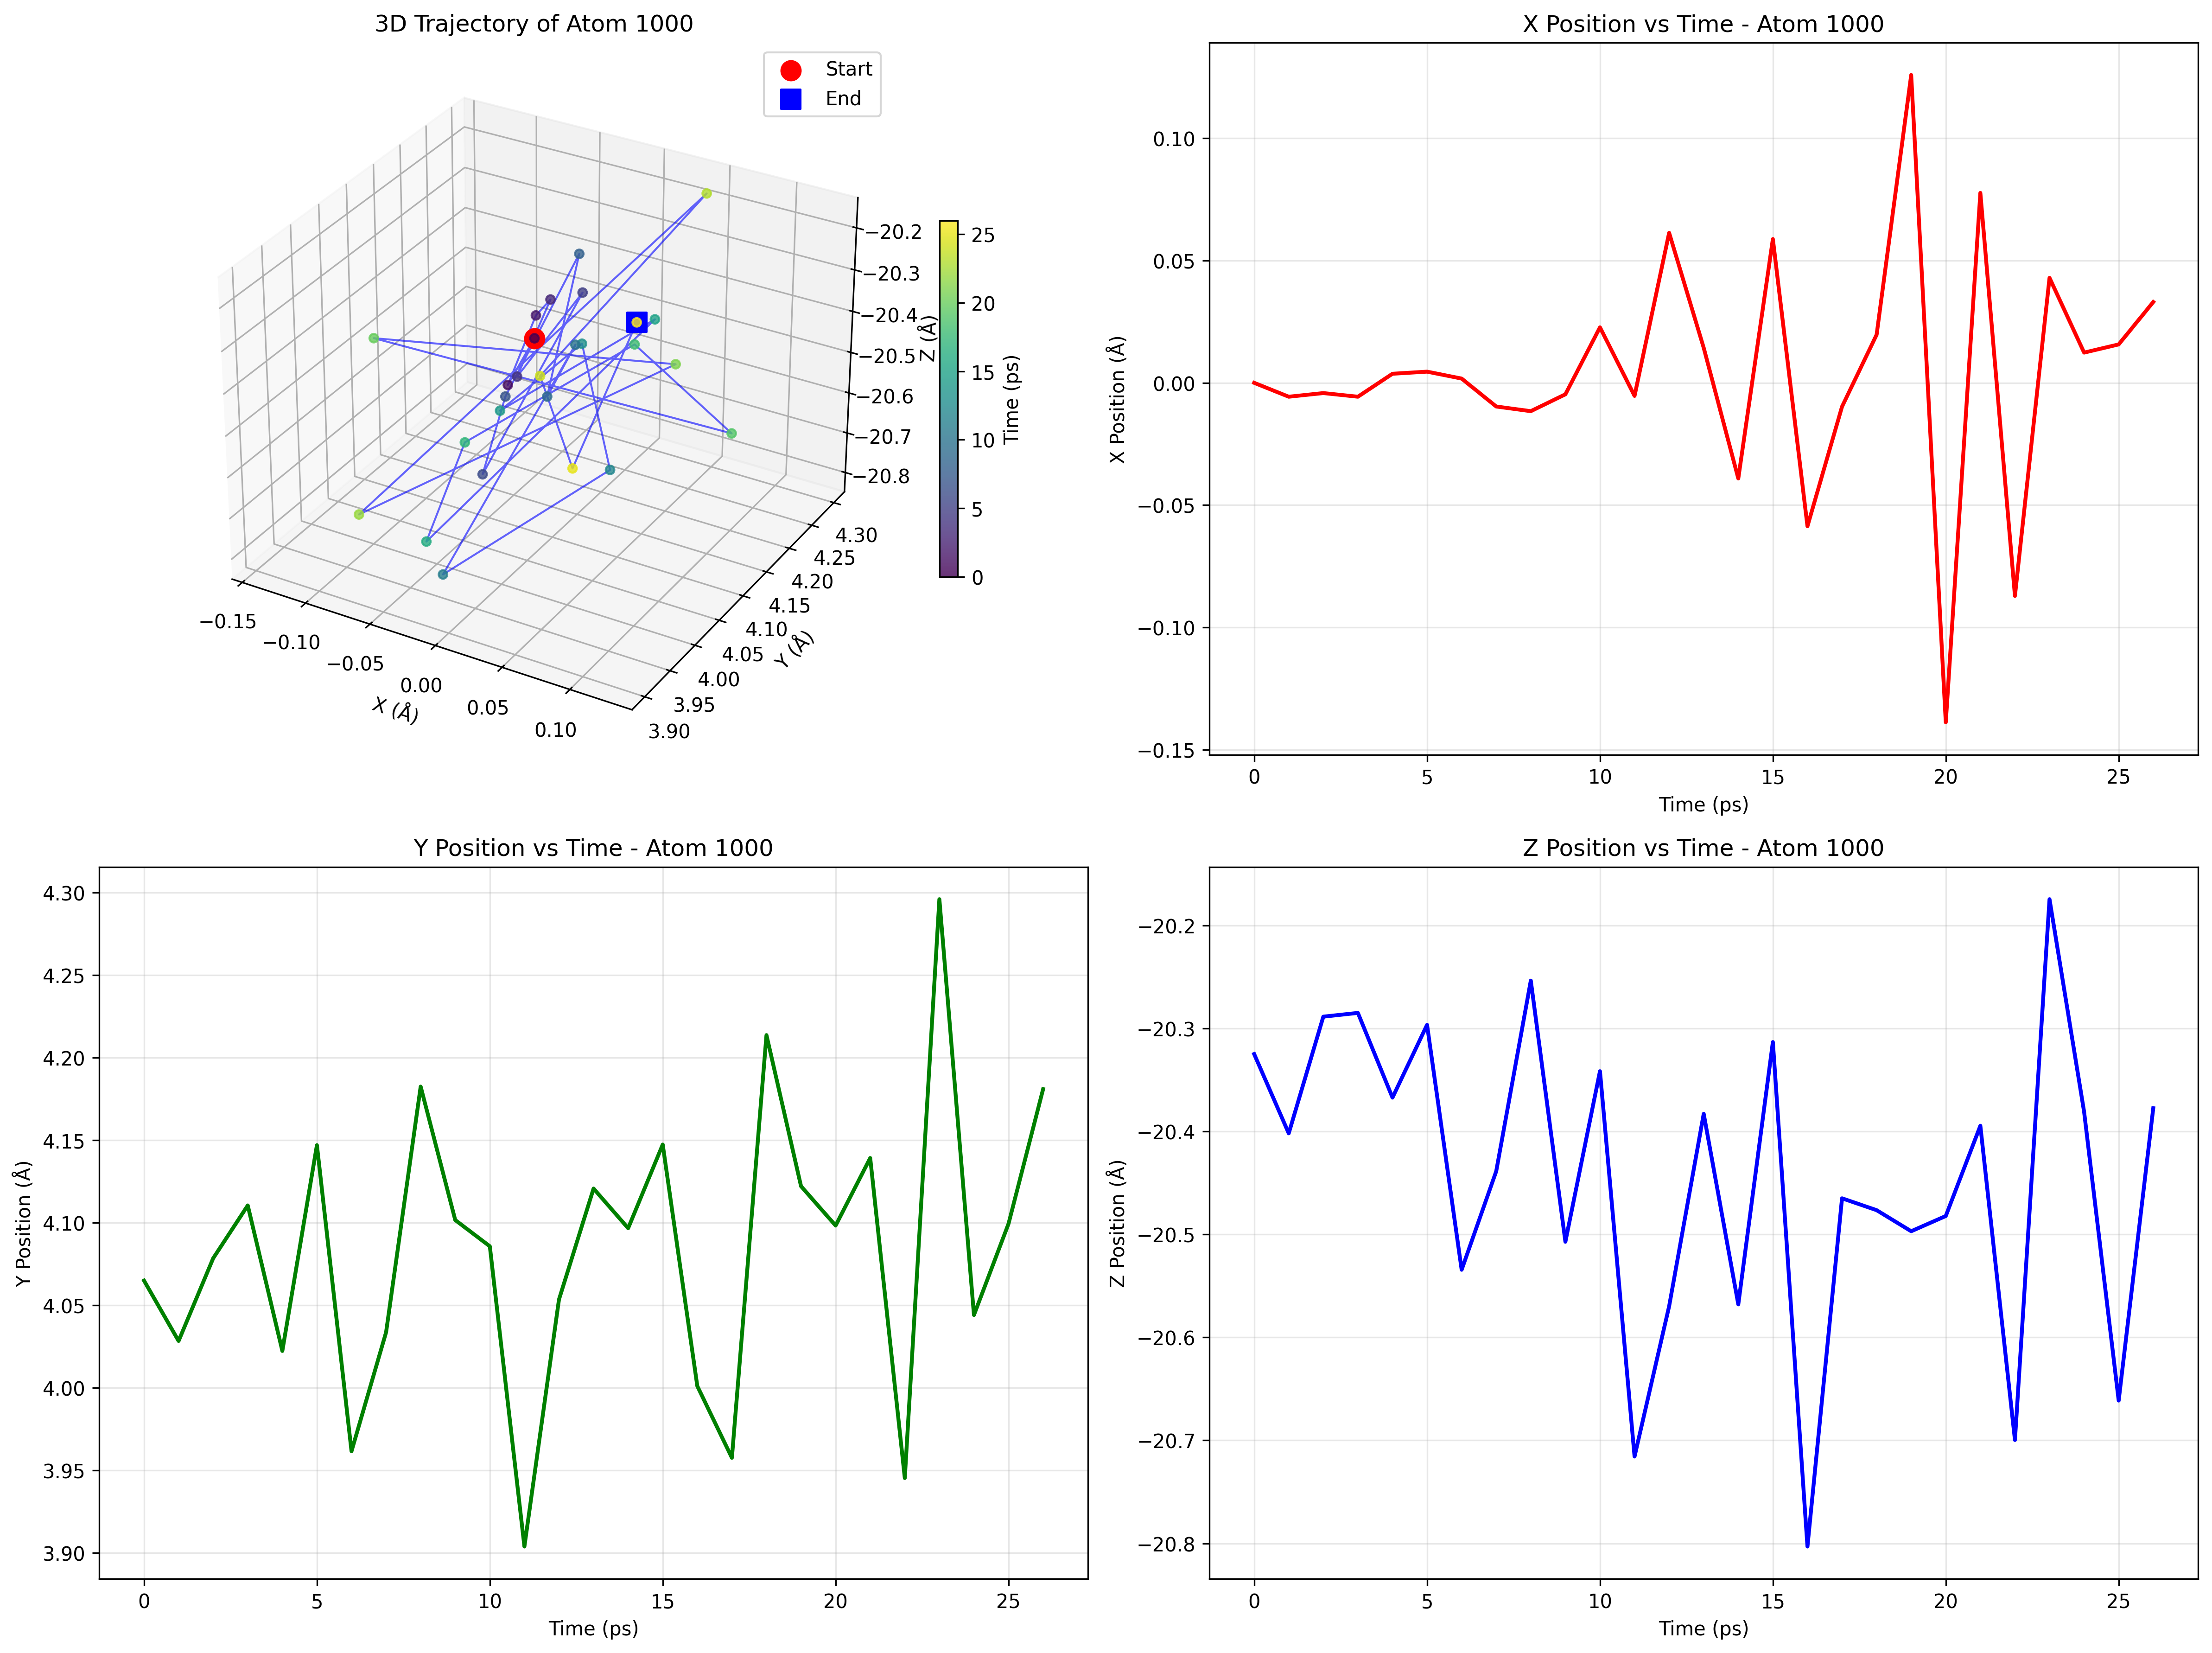 3D Trajectory of Atom 1000
Start
End
−20.2
−20.3
−20.4
−20.5
−20.6
−20.7
−20.8
Z (Å)
4.30
4.25
4.20
4.15
4.10
4.05
4.00
3.95
3.90
Y (Å)
−0.15
−0.10
−0.05
0.00
0.05
0.10
X (Å)
25
20
15
10
5
0
Time (ps)
X Position vs Time - Atom 1000
0.10
0.05
0.00
−0.05
−0.10
−0.15
X Position (Å)
0 5 10 15 20 25
Time (ps)
Y Position vs Time - Atom 1000
4.30
4.25
4.20
4.15
4.10
4.05
4.00
3.95
3.90
Y Position (Å)
0 5 10 15 20 25
Time (ps)
Z Position vs Time - Atom 1000
−20.2
−20.3
−20.4
−20.5
−20.6
−20.7
−20.8
Z Position (Å)
0 5 10 15 20 25
Time (ps)